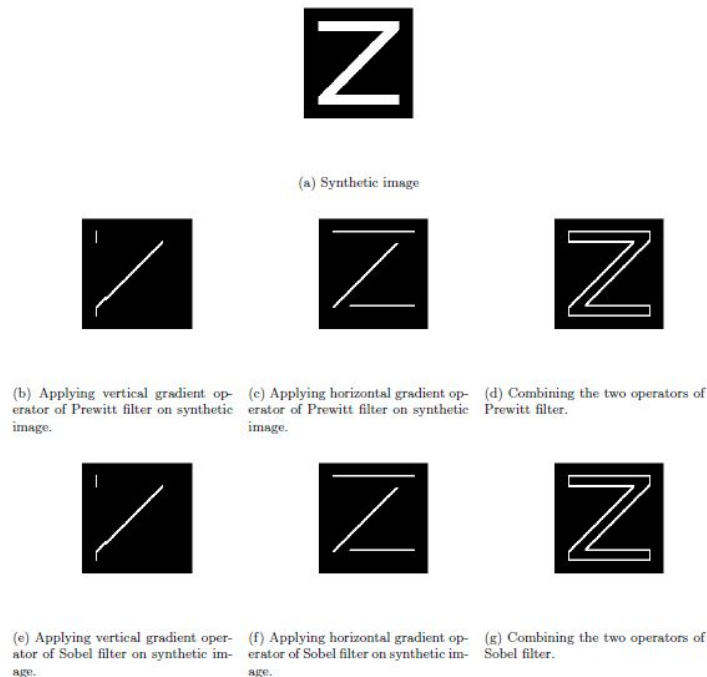 (a) Synthetic image
(b) Applying vertical gradient op-
erator of Prewitt filter on synthetic
image.
(c) Applying horizontal gradient op-
erator of Prewitt filter on synthetic
image.
(d) Combining the two operators of
Prewitt filter.
(e) Applying vertical gradient oper-
ator of Sobel filter on synthetic im-
age.
(f) Applying horizontal gradient op-
erator of Sobel filter on synthetic im-
age.
(g) Combining the two operators of
Sobel filter.